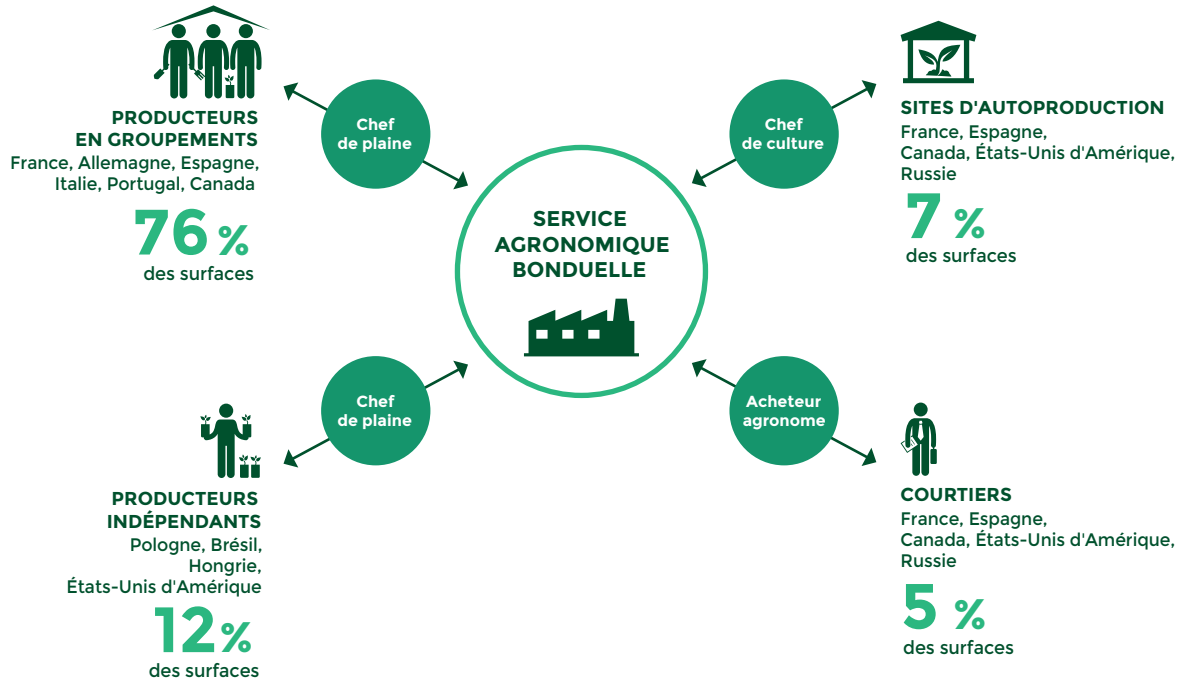 PRODUCTEURS
EN GROUPEMENTS
France, Allemagne, Espagne,
Italie, Portugal, Canada
76 %
des surfaces
Chef
de plaine
Chef
de culture
SITES D'AUTOPRODUCTION
France, Espagne,
Canada, États-Unis d'Amérique,
Russie
7 %
des surfaces
SERVICE
AGRONOMIQUE
BONDUELLE
Chef
de plaine
PRODUCTEURS
INDÉPENDANTS
Pologne, Brésil,
Hongrie,
États-Unis d'Amérique
12 %
des surfaces
Acheteur
agronome
COURTIERS
France, Espagne,
Canada, États-Unis d'Amérique,
Russie
5 %
des surfaces